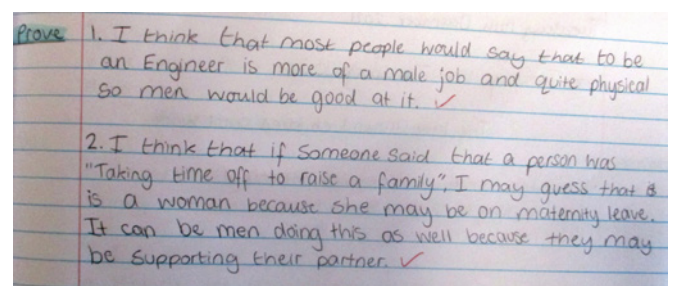 Prove 1. I think that most people would say that to be
an Engineer is more of a male job and quite physical
so men would be good at it. ✓
2. I think that if someone said that a person was
"Taking time off to raise a family", I may guess that
is a woman because she may be on maternity leave.
It can be men doing this as well because they may
be supporting their partner. ✓